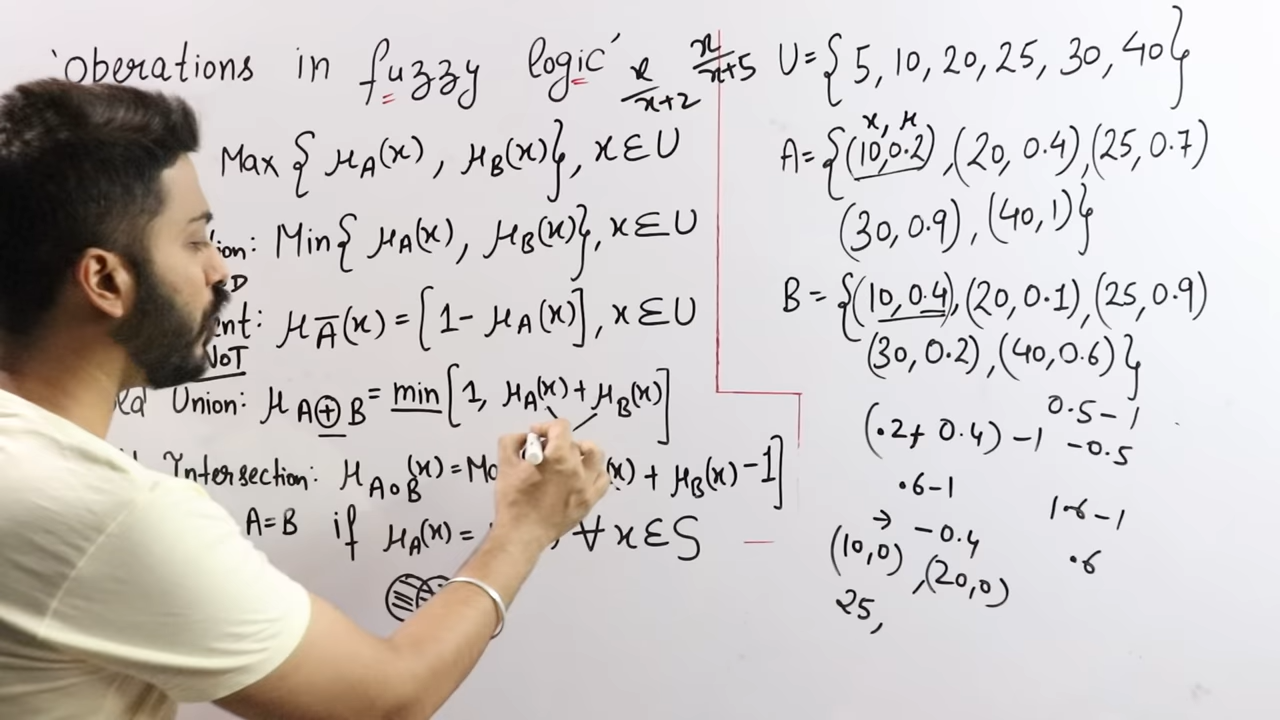 'Operations in fuzzy logic'
x/x+2 x/x+5
Max { μA(x), μB(x)}, x∈U
ion: Min{ μA(x), μB(x)}, x∈U
D
ent: μĀ(x) = [1- μA(x)], x∈U
NOT
ed Union: μA⊕B = min[1, μA(x) + μB(x)]
Intersection: μA∘B(x) = (x) + μB(x) -1]
A=B if μA(x) = , ∀ x∈S
U={5, 10, 20, 25, 30, 40}
x, μ
A={(10,0.2), (20, 0.4), (25, 0.7)
(30, 0.9), (40, 1)}
B={(10, 0.4), (20, 0.1), (25, 0.9)
(30, 0.2), (40, 0.6)}
0.5-1
(.2+ 0.4) -1 -0.5
.6-1 1.6-1
→ -0.4 .6
(10,0), (20,0)
25,